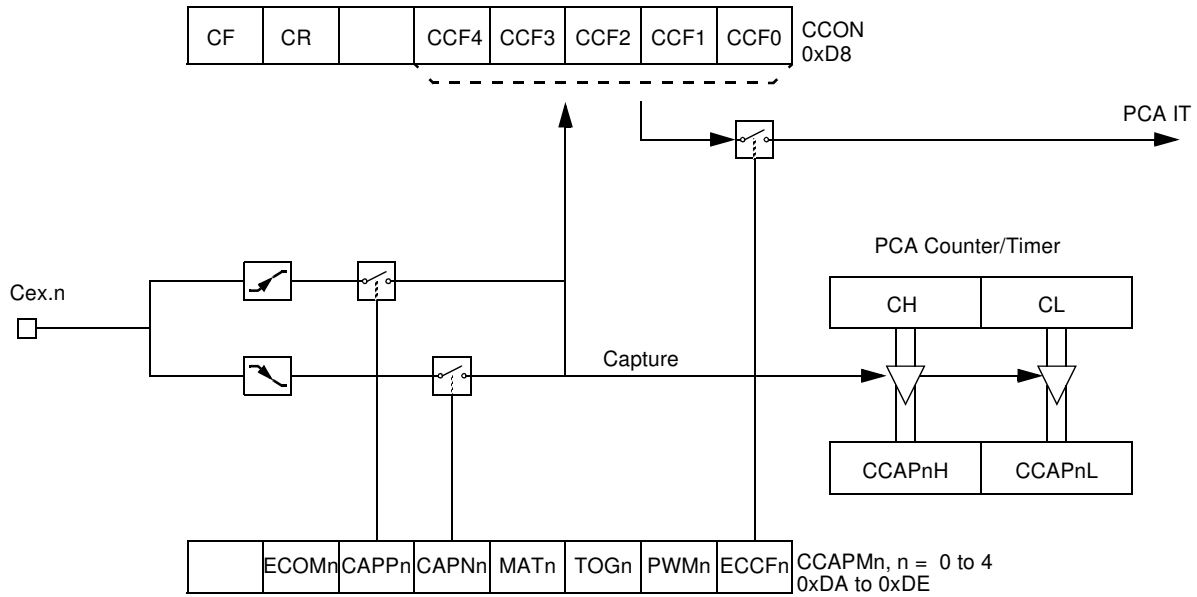 CF CR CCF4 CCF3 CCF2 CCF1 CCF0 CCON
0xD8
PCA IT
PCA Counter/Timer
Cex.n
CH CL
Capture
CCAPnH CCAPnL
ECOMn CAPPn CAPNn MATn TOGn PWMn ECCFn CCAPMn, n = 0 to 4
0xDA to 0xDE